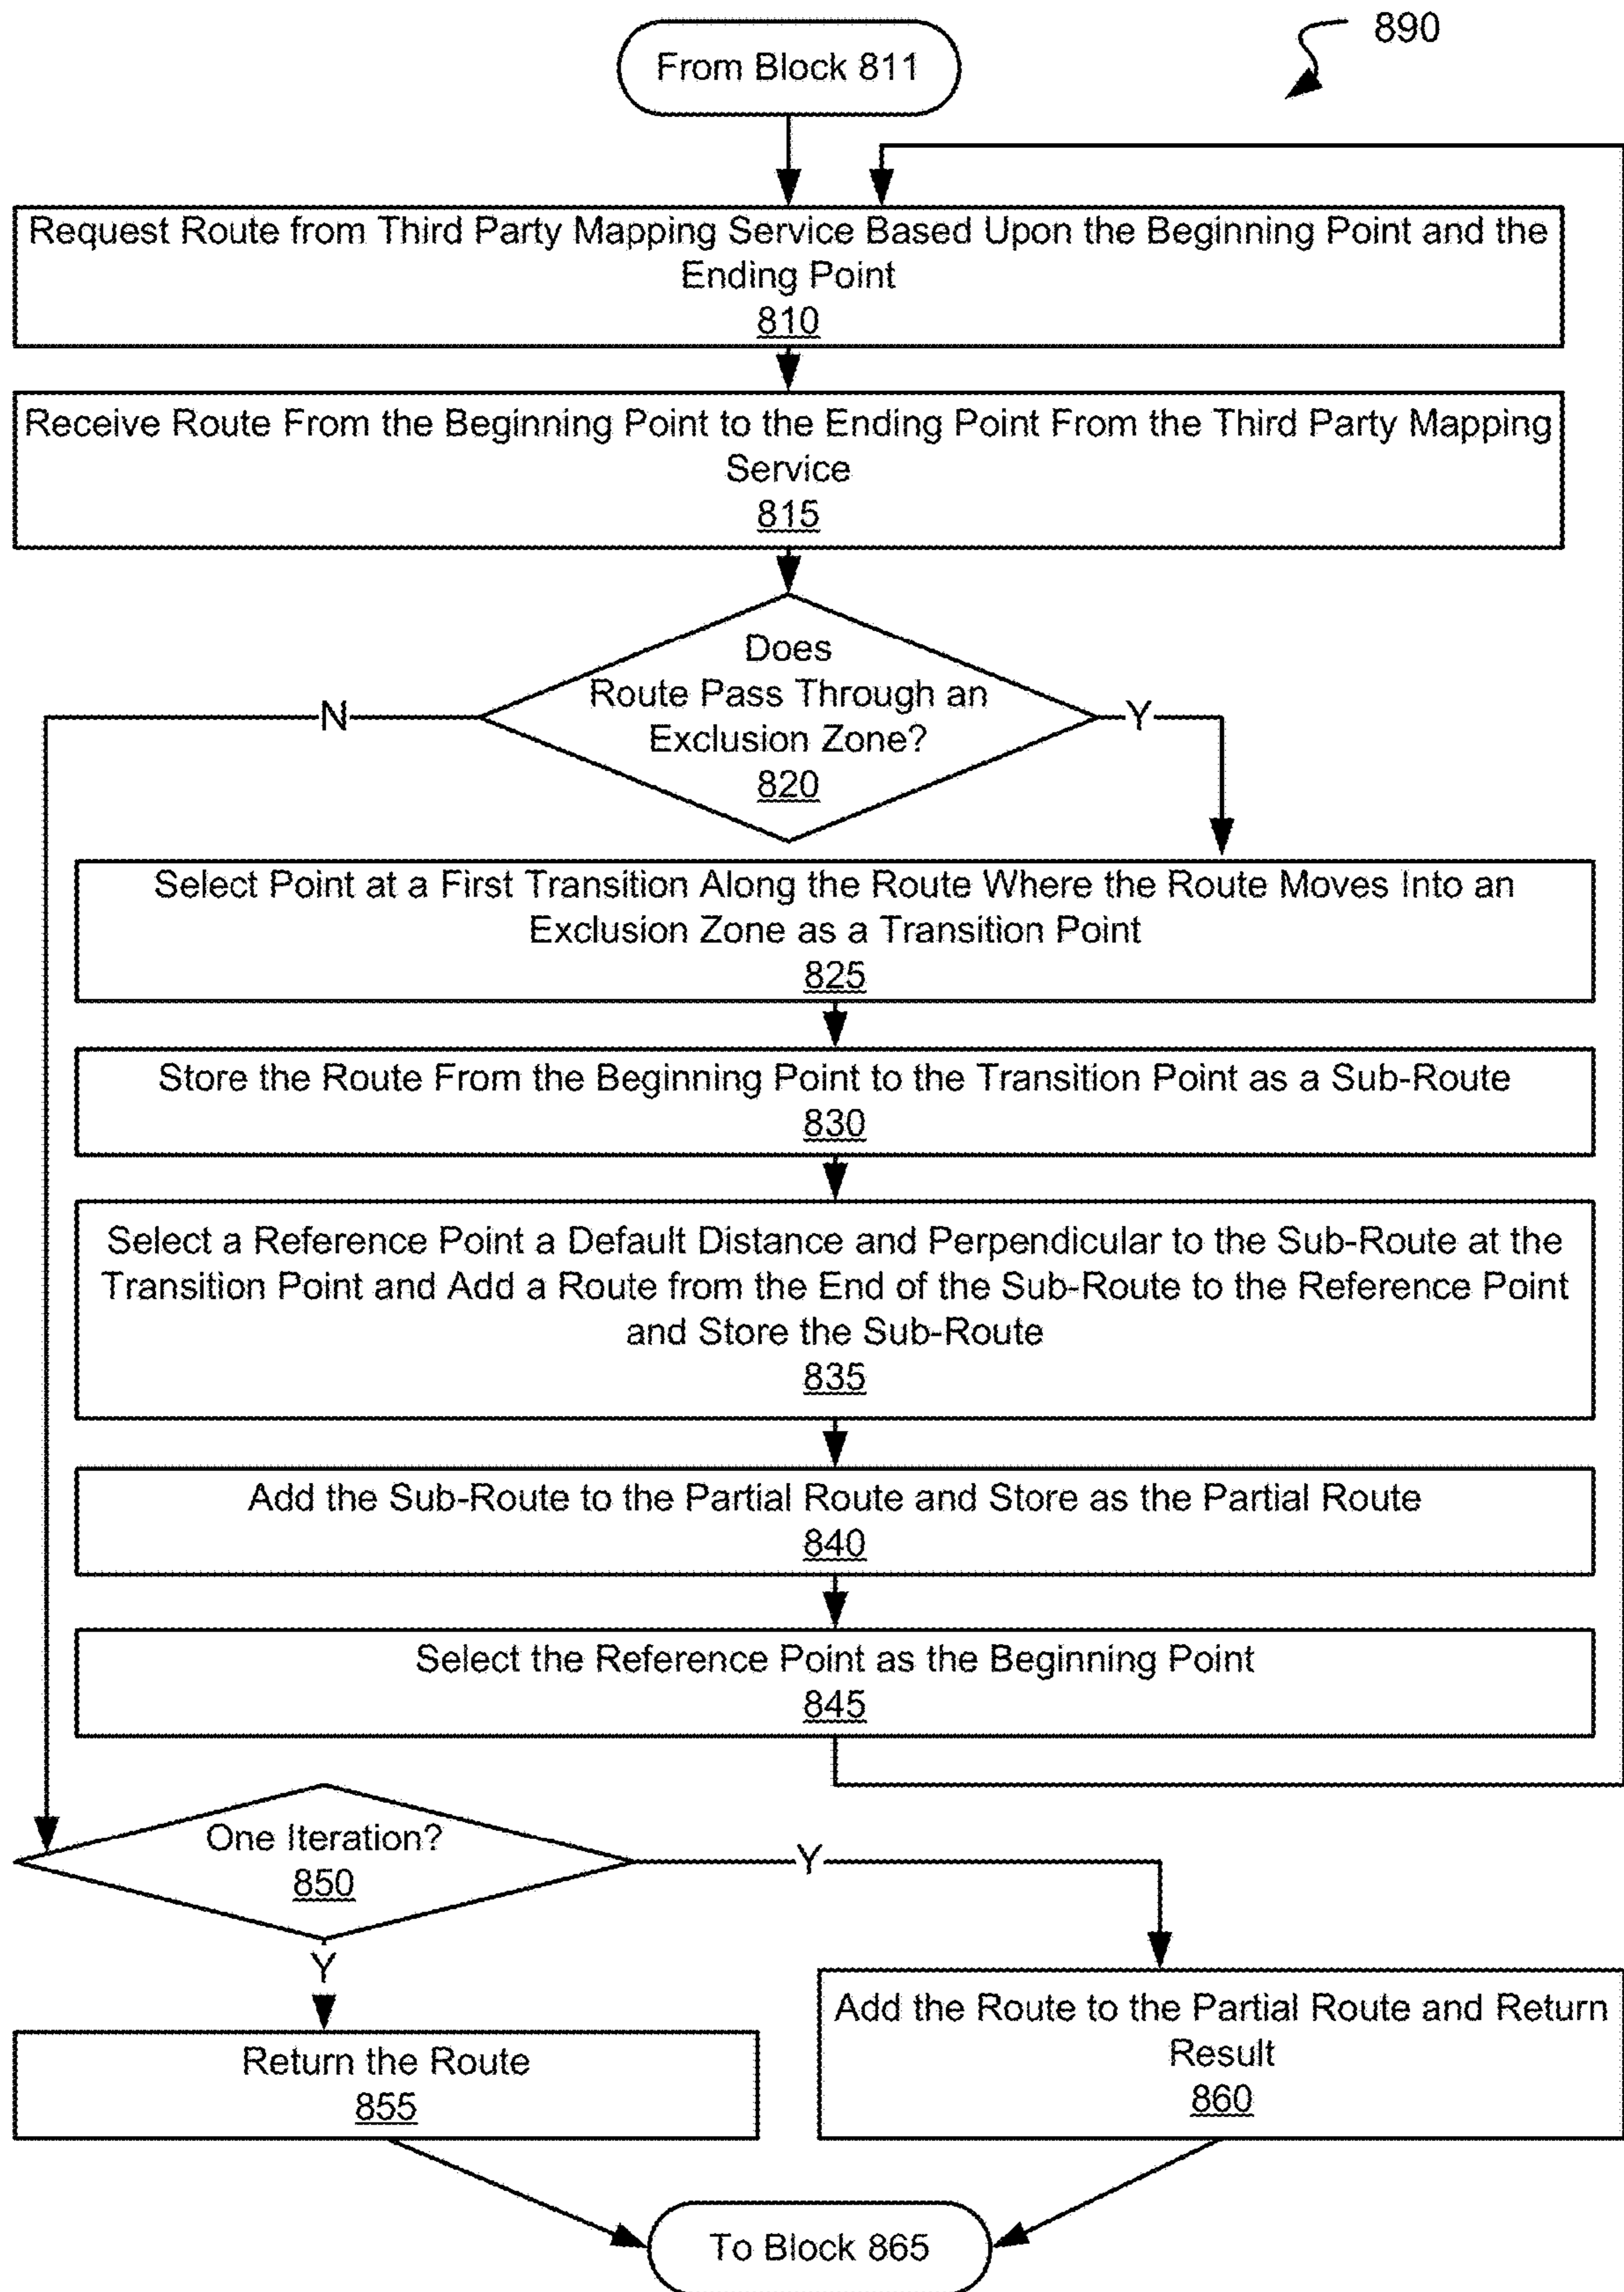 890
From Block 811
Request Route from Third Party Mapping Service Based Upon the Beginning Point and the
Ending Point
810
Receive Route From the Beginning Point to the Ending Point From the Third Party Mapping
Service
815
Does
Route Pass Through an
Exclusion Zone?
820
N
Y
Select Point at a First Transition Along the Route Where the Route Moves Into an
Exclusion Zone as a Transition Point
825
Store the Route From the Beginning Point to the Transition Point as a Sub-Route
830
Select a Reference Point a Default Distance and Perpendicular to the Sub-Route at the
Transition Point and Add a Route from the End of the Sub-Route to the Reference Point
and Store the Sub-Route
835
Add the Sub-Route to the Partial Route and Store as the Partial Route
840
Select the Reference Point as the Beginning Point
845
One Iteration?
850
Y
Y
Return the Route
855
Add the Route to the Partial Route and Return
Result
860
To Block 865